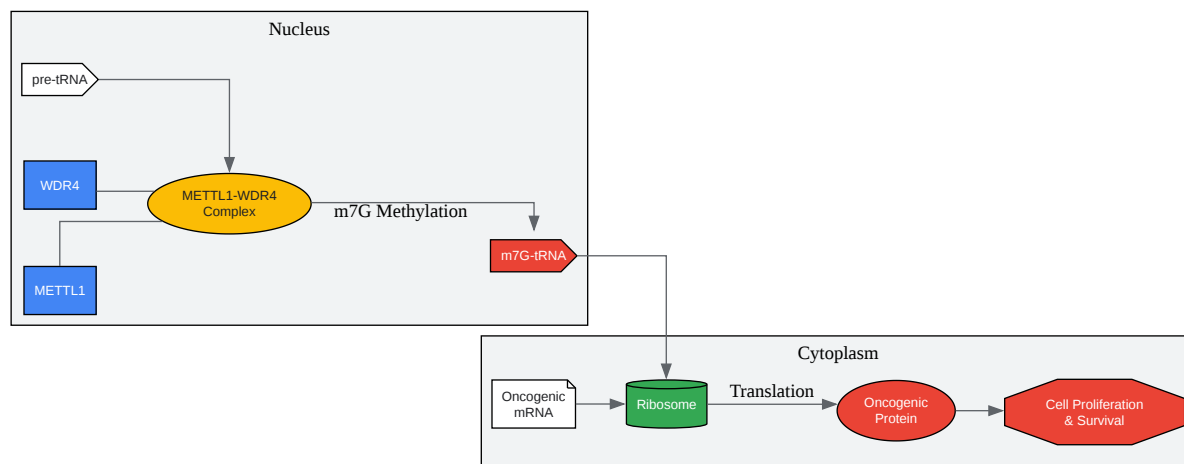 Nucleus
pre-tRNA
WDR4
METTL1-WDR4
Complex
m7G Methylation
m7G-tRNA
METTL1
Cytoplasm
Oncogenic
mRNA
Ribosome
Translation
Oncogenic
Protein
Cell Proliferation
& Survival